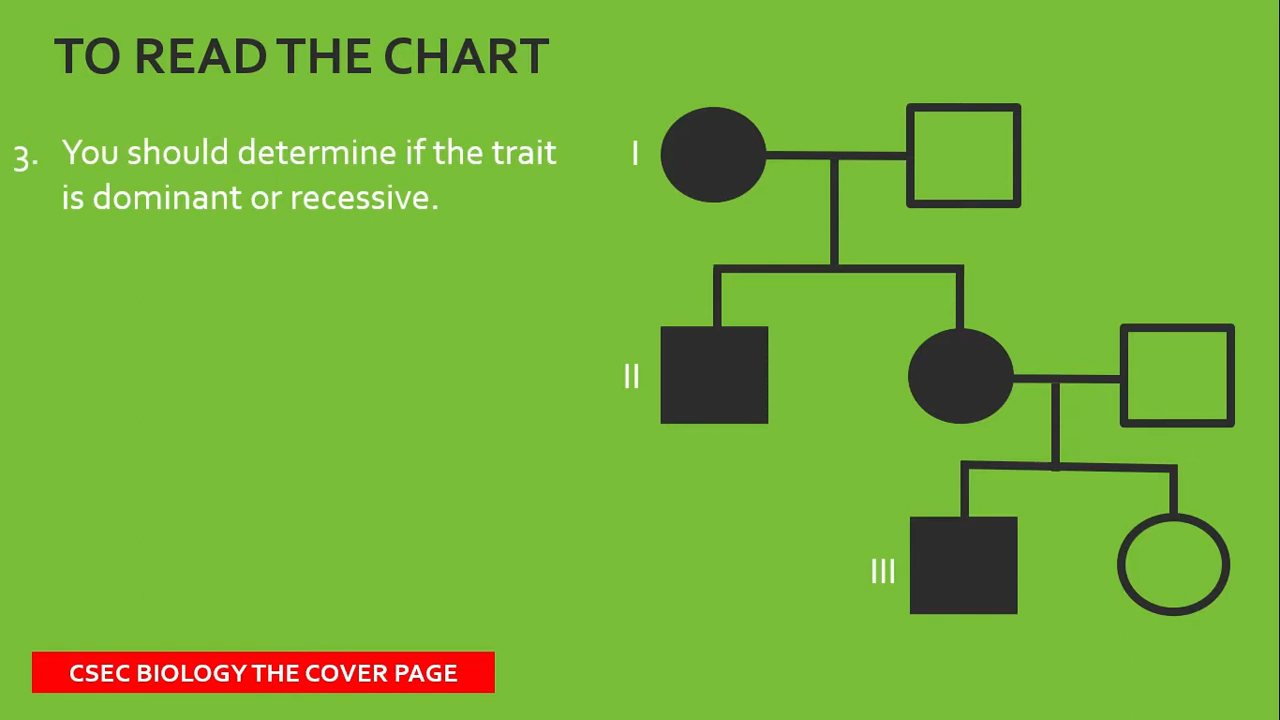 TO READ THE CHART
3. You should determine if the trait
is dominant or recessive.
I
II
III
CSEC BIOLOGY THE COVER PAGE